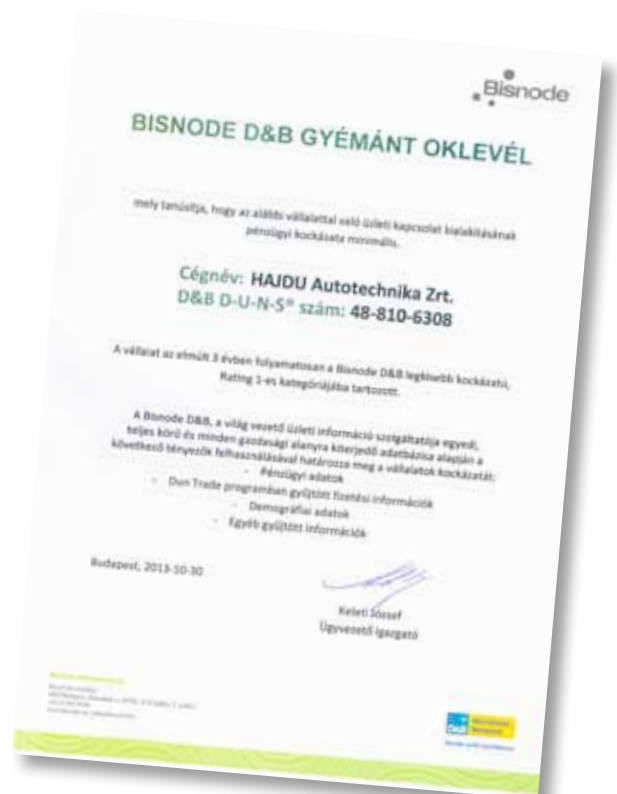 Bisnode
BISNODE D&B GYÉMÁNT OKLEVÉL
mely tanúsítja, hogy az alábbi vállalattal való üzleti kapcsolat kialakításának
pénzügyi kockázata minimális.
Cégnév: HAJDU Autotechnika Zrt.
D&B D-U-N-S® szám: 48-810-6308
A vállalat az elmúlt 3 évben folyamatosan a Bisnode D&B legkisebb kockázatú,
Rating 1-es kategóriájába tartozott.
A Bisnode D&B, a világ vezető üzleti információ szolgáltatója egyedi,
teljes körű és minden gazdasági alanyra kiterjedő adatbázisa alapján a
következő tényezők felhasználásával határozza meg a vállalatok kockázatát:
- Pénzügyi adatok
- Dun Trade programban gyűjtött fizetési információk
- Demográfiai adatok
- Egyéb gyűjtött információk
Budapest, 2013-10-30
Keleti József
Ügyvezető igazgató
D&B